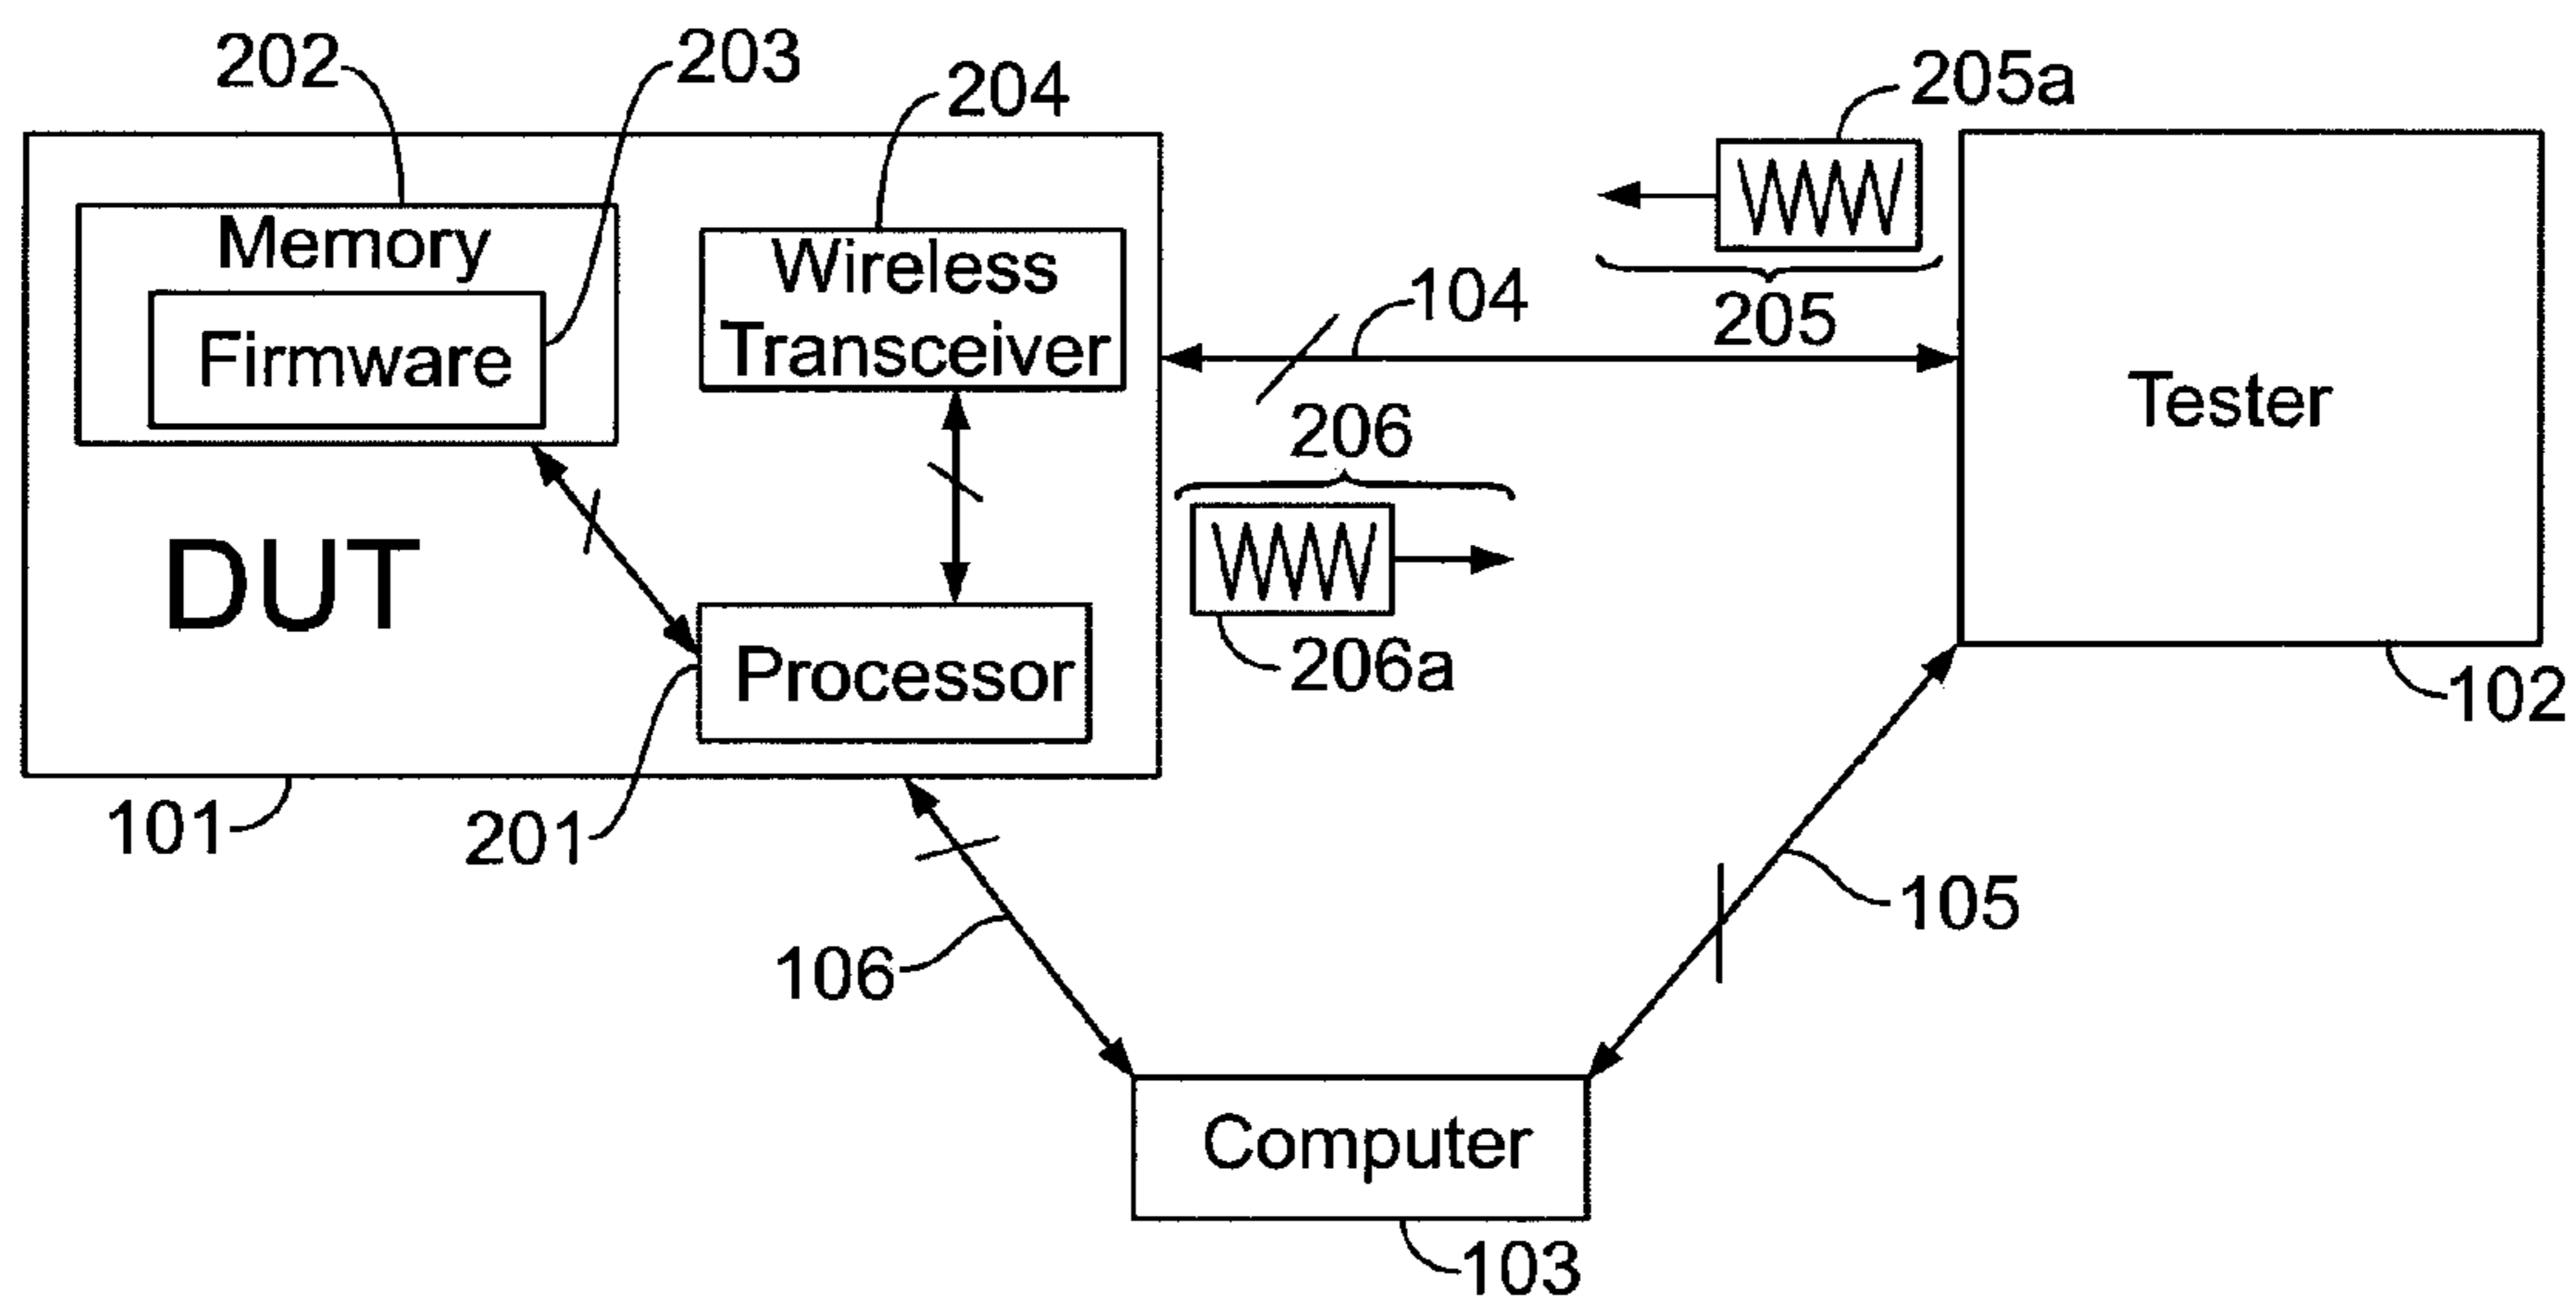 202
203
204
205a
Memory
Firmware
Wireless
Transceiver
104
205
Tester
206
DUT
Processor
206a
102
101
201
106
105
Computer
103